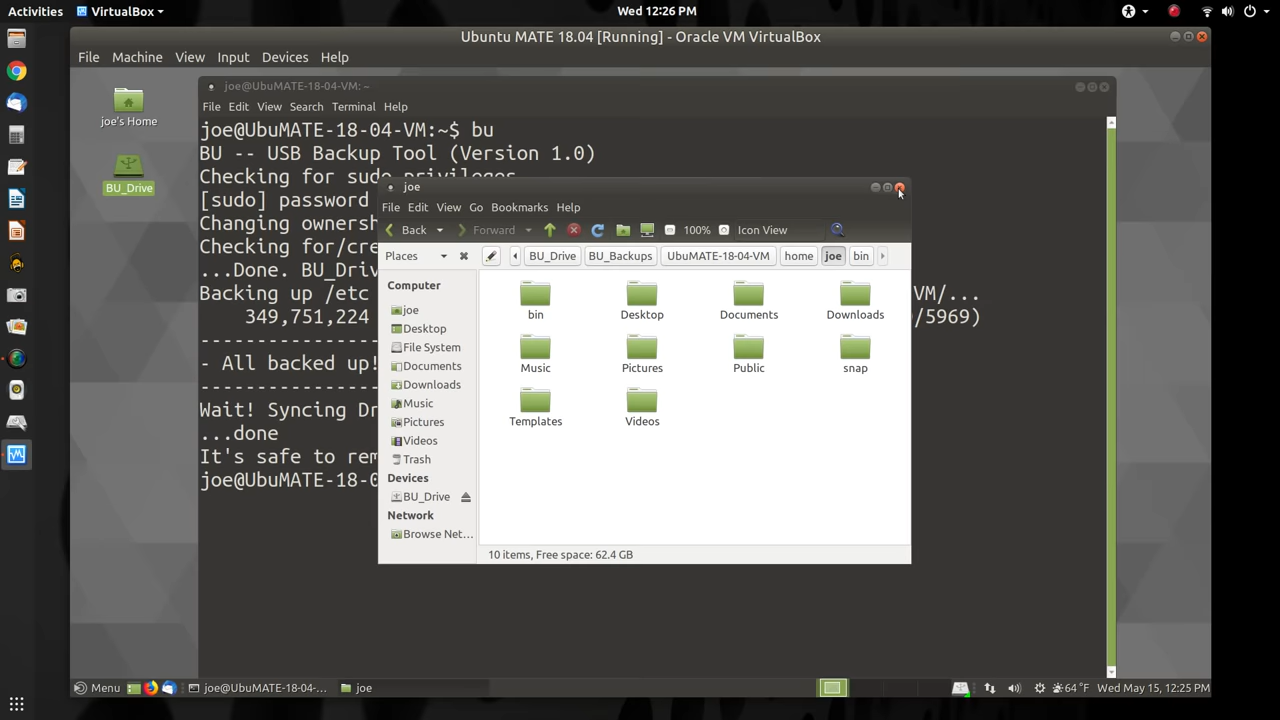 Activities VirtualBox Wed 12:26 PM
Ubuntu MATE 18.04 [Running] - Oracle VM VirtualBox
File Machine View Input Devices Help
joe's Home
BU_Drive
joe@UbuMATE-18-04-VM: ~
File Edit View Search Terminal Help
joe@UbuMATE-18-04-VM:~$ bu
BU -- USB Backup Tool (Version 1.0)
Checking for sudo privileges
[sudo] password
Changing ownersh
Checking for/cre
...Done. BU_Driv
Backing up /etc VM/...
349,751,224 /5969)
- All backed up!
Wait! Syncing Dr
...done
It's safe to rem
joe@UbuMATE-18-0
joe
File Edit View Go Bookmarks Help
Back Forward 100% Icon View
Places BU_Drive BU_Backups UbuMATE-18-04-VM home joe bin
Computer
joe
Desktop
File System
Documents
Downloads
Music
Pictures
Videos
Trash
Devices
BU_Drive
Network
Browse Net...
bin Desktop Documents Downloads
Music Pictures Public snap
Templates Videos
10 items, Free space: 62.4 GB
Menu joe@UbuMATE-18-04-... joe 64 °F Wed May 15, 12:25 PM